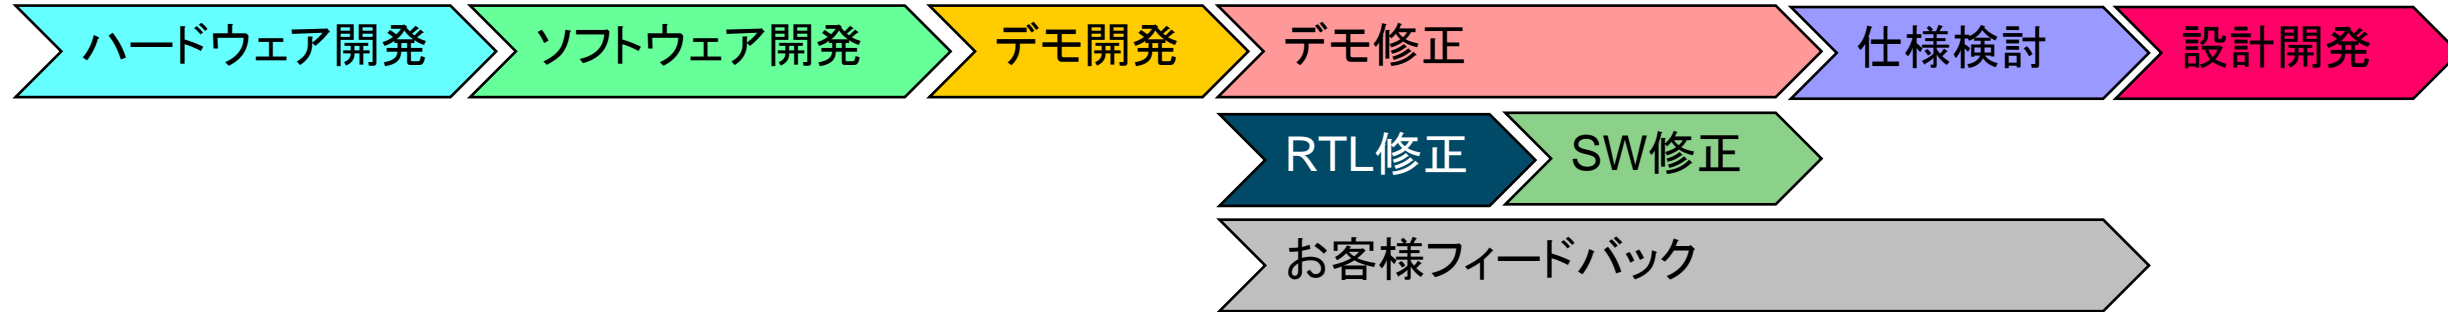 ハードウェア開発 ソフトウェア開発 デモ開発 デモ修正 仕様検討 設計開発
RTL修正 SW修正
お客様フィードバック